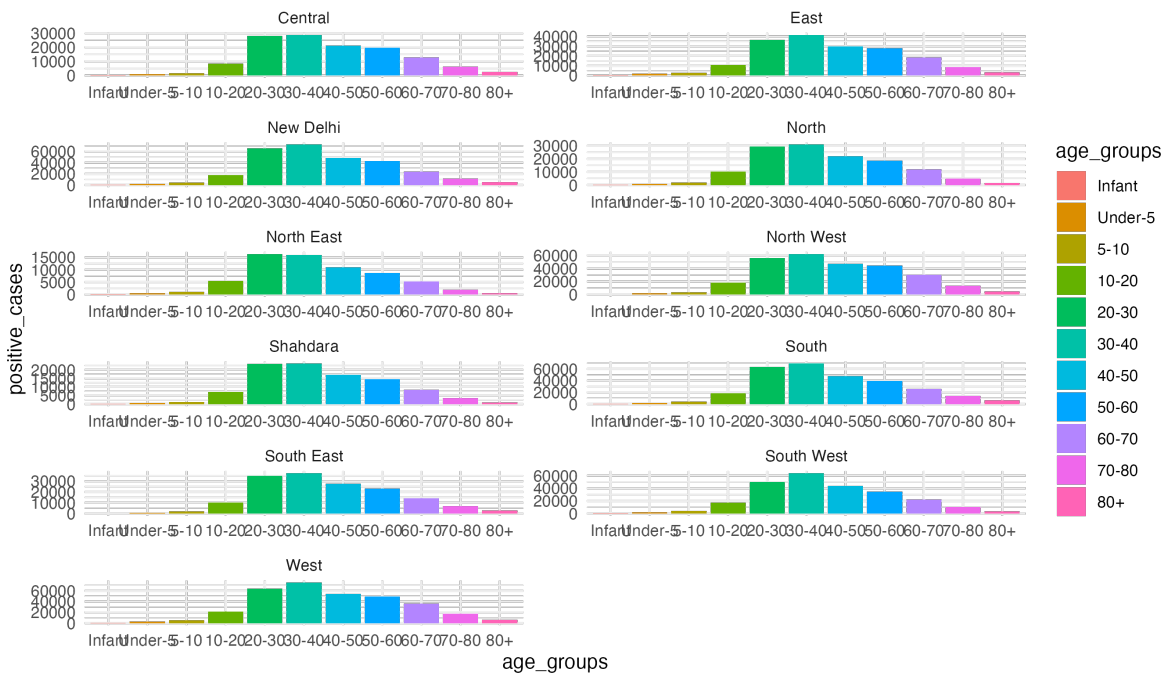 Central
30000
20000
10000
0
Infant Under-5 5-10 10-20 20-30 30-40 40-50 50-60 60-70 70-80 80+
East
40000
30000
20000
10000
0
Infant Under-5 5-10 10-20 20-30 30-40 40-50 50-60 60-70 70-80 80+
New Delhi
60000
40000
20000
0
Infant Under-5 5-10 10-20 20-30 30-40 40-50 50-60 60-70 70-80 80+
North
30000
20000
10000
0
Infant Under-5 5-10 10-20 20-30 30-40 40-50 50-60 60-70 70-80 80+
North East
15000
10000
5000
0
Infant Under-5 5-10 10-20 20-30 30-40 40-50 50-60 60-70 70-80 80+
North West
60000
40000
20000
0
Infant Under-5 5-10 10-20 20-30 30-40 40-50 50-60 60-70 70-80 80+
Shahdara
20000
15000
10000
5000
0
Infant Under-5 5-10 10-20 20-30 30-40 40-50 50-60 60-70 70-80 80+
South
60000
40000
20000
0
Infant Under-5 5-10 10-20 20-30 30-40 40-50 50-60 60-70 70-80 80+
South East
30000
20000
10000
0
Infant Under-5 5-10 10-20 20-30 30-40 40-50 50-60 60-70 70-80 80+
South West
60000
40000
20000
0
Infant Under-5 5-10 10-20 20-30 30-40 40-50 50-60 60-70 70-80 80+
West
60000
40000
20000
0
Infant Under-5 5-10 10-20 20-30 30-40 40-50 50-60 60-70 70-80 80+
positive_cases
age_groups
age_groups
Infant
Under-5
5-10
10-20
20-30
30-40
40-50
50-60
60-70
70-80
80+